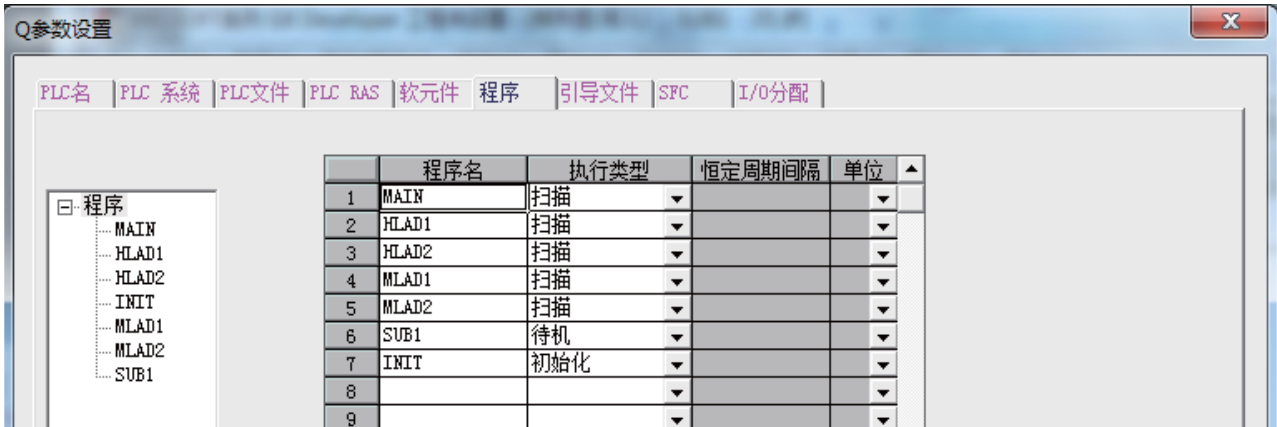 Q参数设置
PLC名 PLC 系统 PLC文件 PLC RAS 软元件 程序 引导文件 SFC I/O分配
程序名 执行类型 恒定周期间隔 单位
程序
MAIN
HLAD1
HLAD2
INIT
MLAD1
MLAD2
SUB1
1 MAIN 扫描
2 HLAD1 扫描
3 HLAD2 扫描
4 MLAD1 扫描
5 MLAD2 扫描
6 SUB1 待机
7 INIT 初始化
8
9